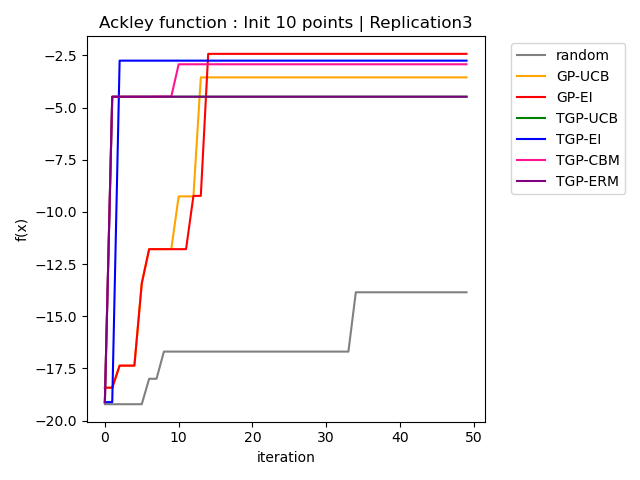 Ackley function : Init 10 points | Replication3
−2.5
−5.0
−7.5
−10.0
−12.5
−15.0
−17.5
−20.0
f(x)
0 10 20 30 40 50
iteration
random
GP-UCB
GP-EI
TGP-UCB
TGP-EI
TGP-CBM
TGP-ERM